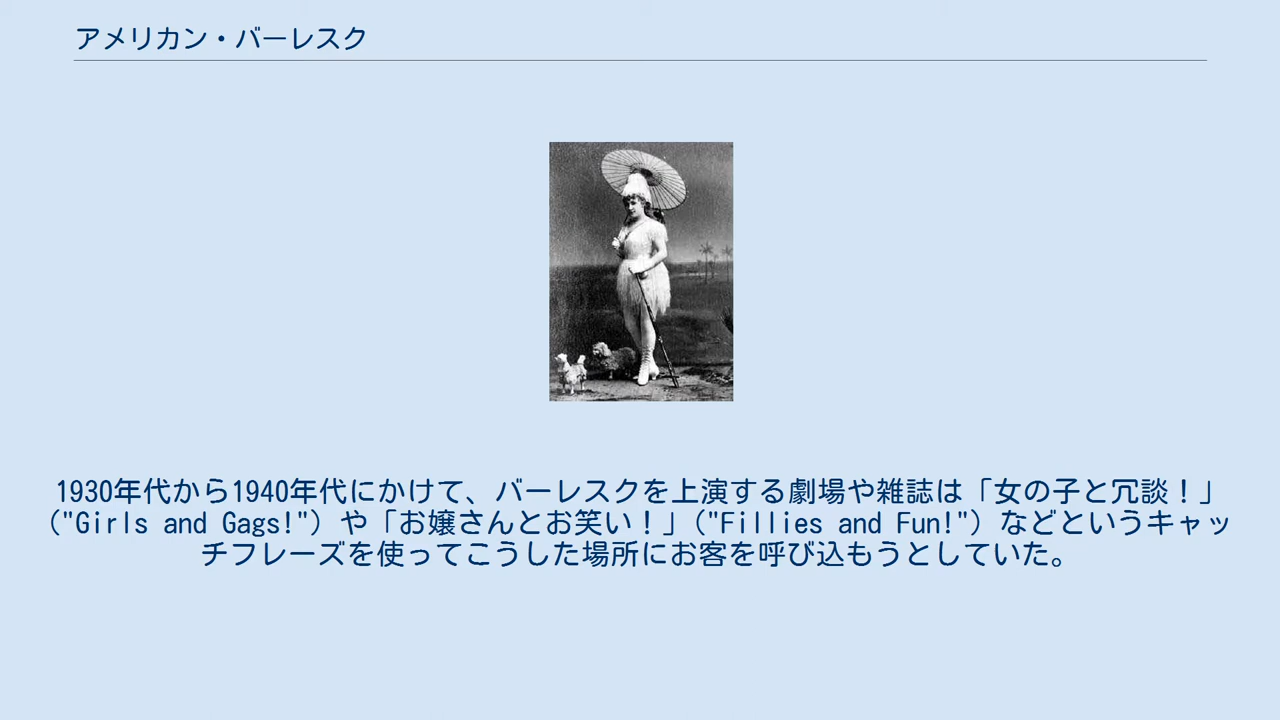 アメリカン・バーレスク
1930年代から1940年代にかけて、バーレスクを上演する劇場や雑誌は「女の子と冗談！」
("Girls and Gags!"）や「お嬢さんとお笑い！」("Fillies and Fun!"）などというキャッ
チフレーズを使ってこうした場所にお客を呼び込もうとしていた。